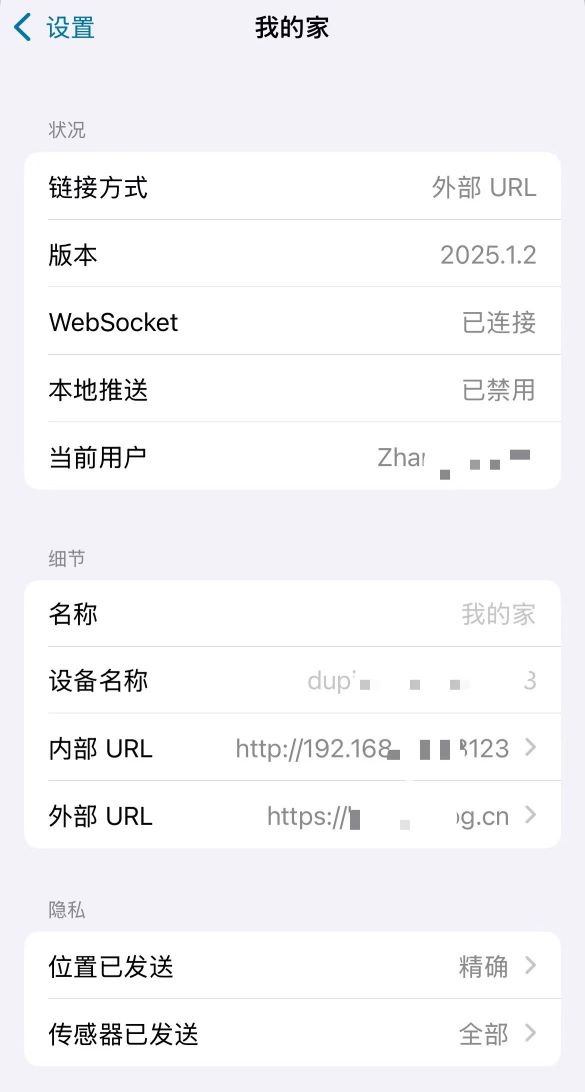 设置 我的家
状况
链接方式 外部 URL
版本 2025.1.2
WebSocket 已连接
本地推送 已禁用
当前用户 Zha
细节
名称 我的家
设备名称 dup 3
内部 URL http://192.168 123
外部 URL https:// g.cn
隐私
位置已发送 精确
传感器已发送 全部